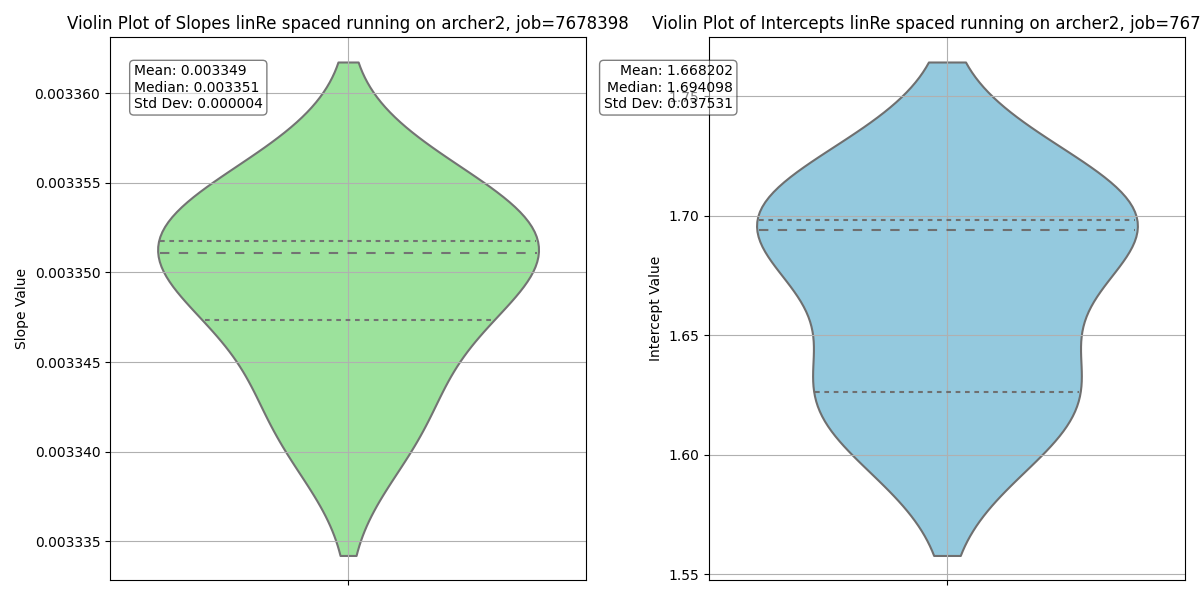 Violin Plot of Slopes linRe spaced running on archer2, job=7678398
Mean: 0.003349
Median: 0.003351
Std Dev: 0.000004
Slope Value
0.003360
0.003355
0.003350
0.003345
0.003340
0.003335
Violin Plot of Intercepts linRe spaced running on archer2, job=767
Mean: 1.668202
Median: 1.694098
Std Dev: 0.037531
Intercept Value
1.75
1.70
1.65
1.60
1.55